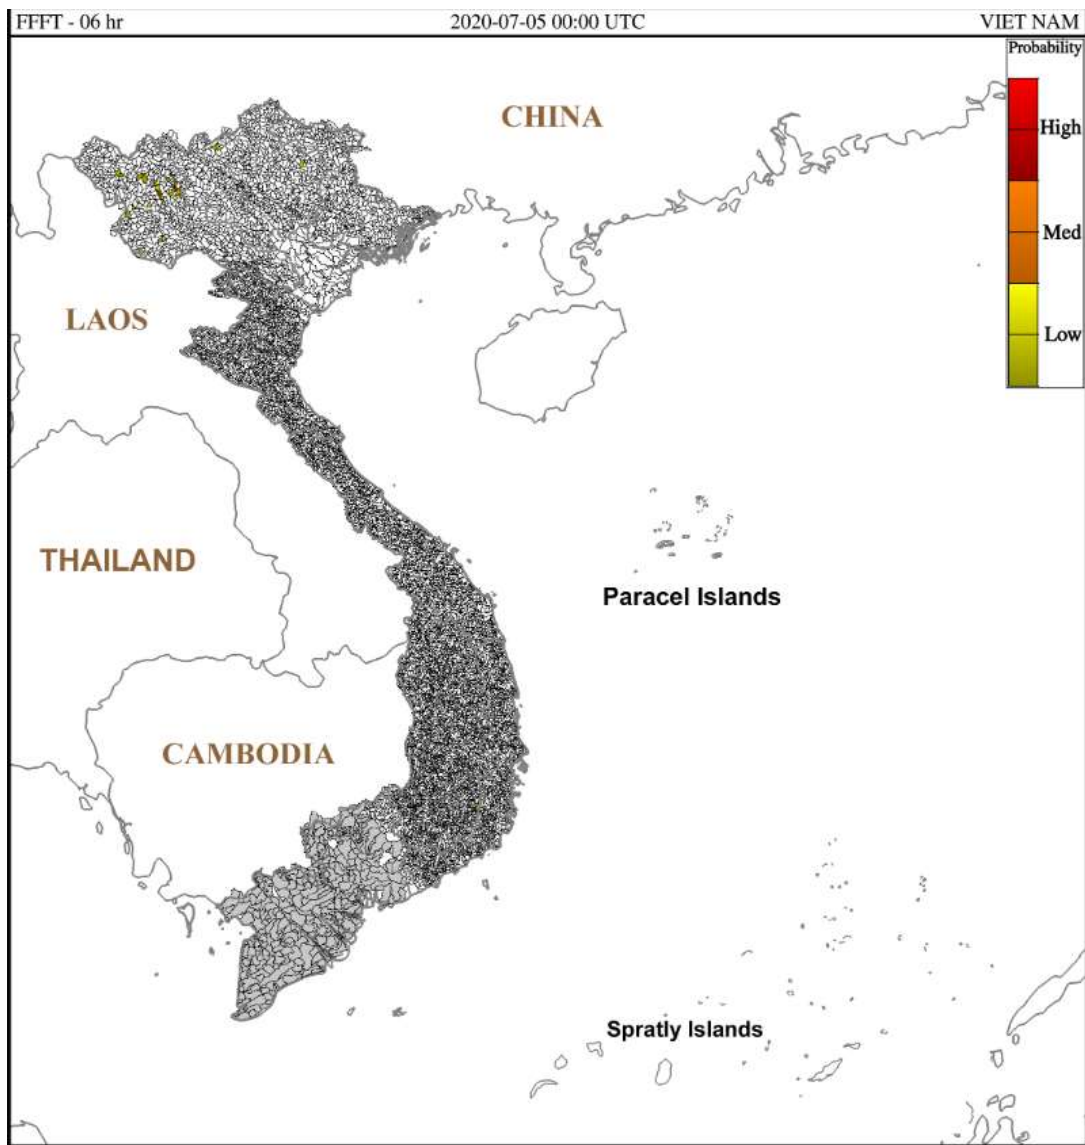 FFFT - 06 hr 2020-07-05 00:00 UTC VIET NAM
Probability
CHINA
High
Med
LAOS
Low
THAILAND
Paracel Islands
CAMBODIA
Spratly Islands